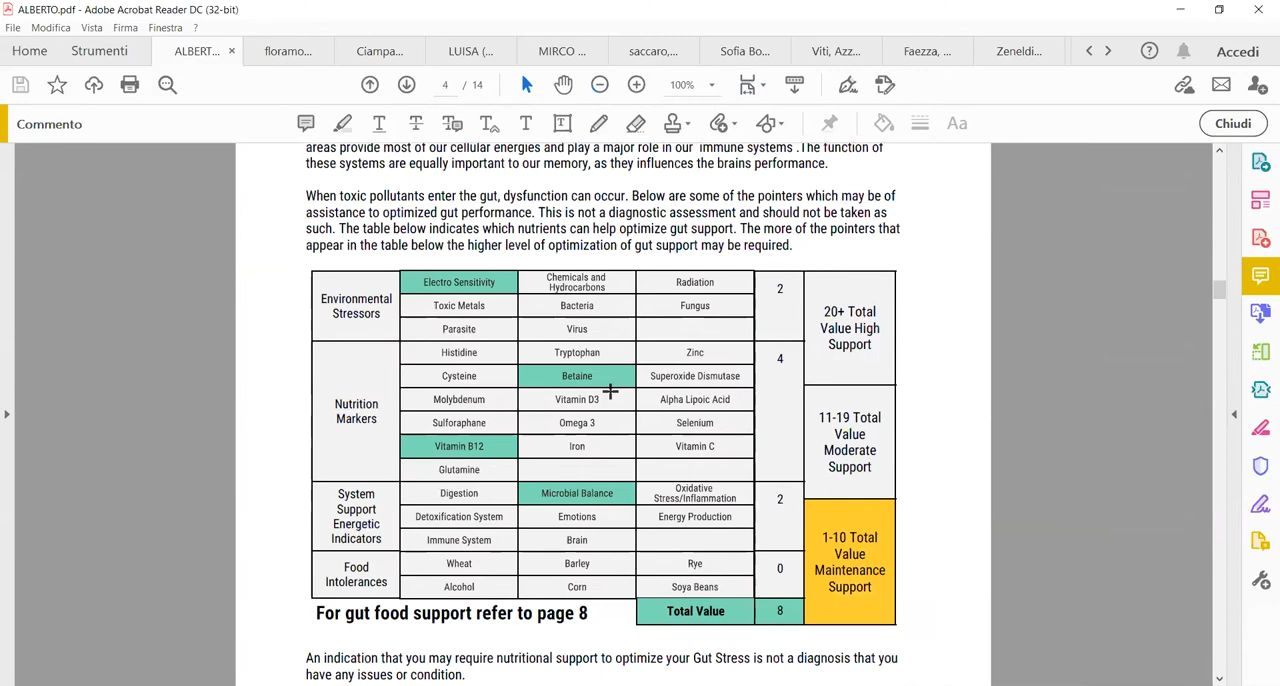 ALBERTO.pdf - Adobe Acrobat Reader DC (32-bit)
File Modifica Vista Firma Finestra ?
Home Strumenti ALBERT... × floramo... Ciampa... LUISA (... MIRCO ... saccaro,... Sofia Bo... Viti, Azz... Faezza, ... Zeneldi... Accedi
4 / 14 100%
Commento Chiudi
areas provide most of our cellular energies and play a major role in our immune systems .The function of
these systems are equally important to our memory, as they influences the brains performance.
When toxic pollutants enter the gut, dysfunction can occur. Below are some of the pointers which may be of
assistance to optimized gut performance. This is not a diagnostic assessment and should not be taken as
such. The table below indicates which nutrients can help optimize gut support. The more of the pointers that
appear in the table below the higher level of optimization of gut support may be required.
Environmental
Stressors
Electro Sensitivity
Chemicals and
Hydrocarbons
Radiation
2
Toxic Metals
Bacteria
Fungus
Parasite
Virus
Nutrition
Markers
Histidine
Tryptophan
Zinc
4
Cysteine
Betaine
Superoxide Dismutase
Molybdenum
Vitamin D3
Alpha Lipoic Acid
Sulforaphane
Omega 3
Selenium
Vitamin B12
Iron
Vitamin C
Glutamine
System
Support
Energetic
Indicators
Digestion
Microbial Balance
Oxidative
Stress/Inflammation
2
Detoxification System
Emotions
Energy Production
Immune System
Brain
Food
Intolerances
Wheat
Barley
Rye
0
Alcohol
Corn
Soya Beans
20+ Total
Value High
Support
11-19 Total
Value
Moderate
Support
1-10 Total
Value
Maintenance
Support
For gut food support refer to page 8
Total Value
8
An indication that you may require nutritional support to optimize your Gut Stress is not a diagnosis that you
have any issues or condition.